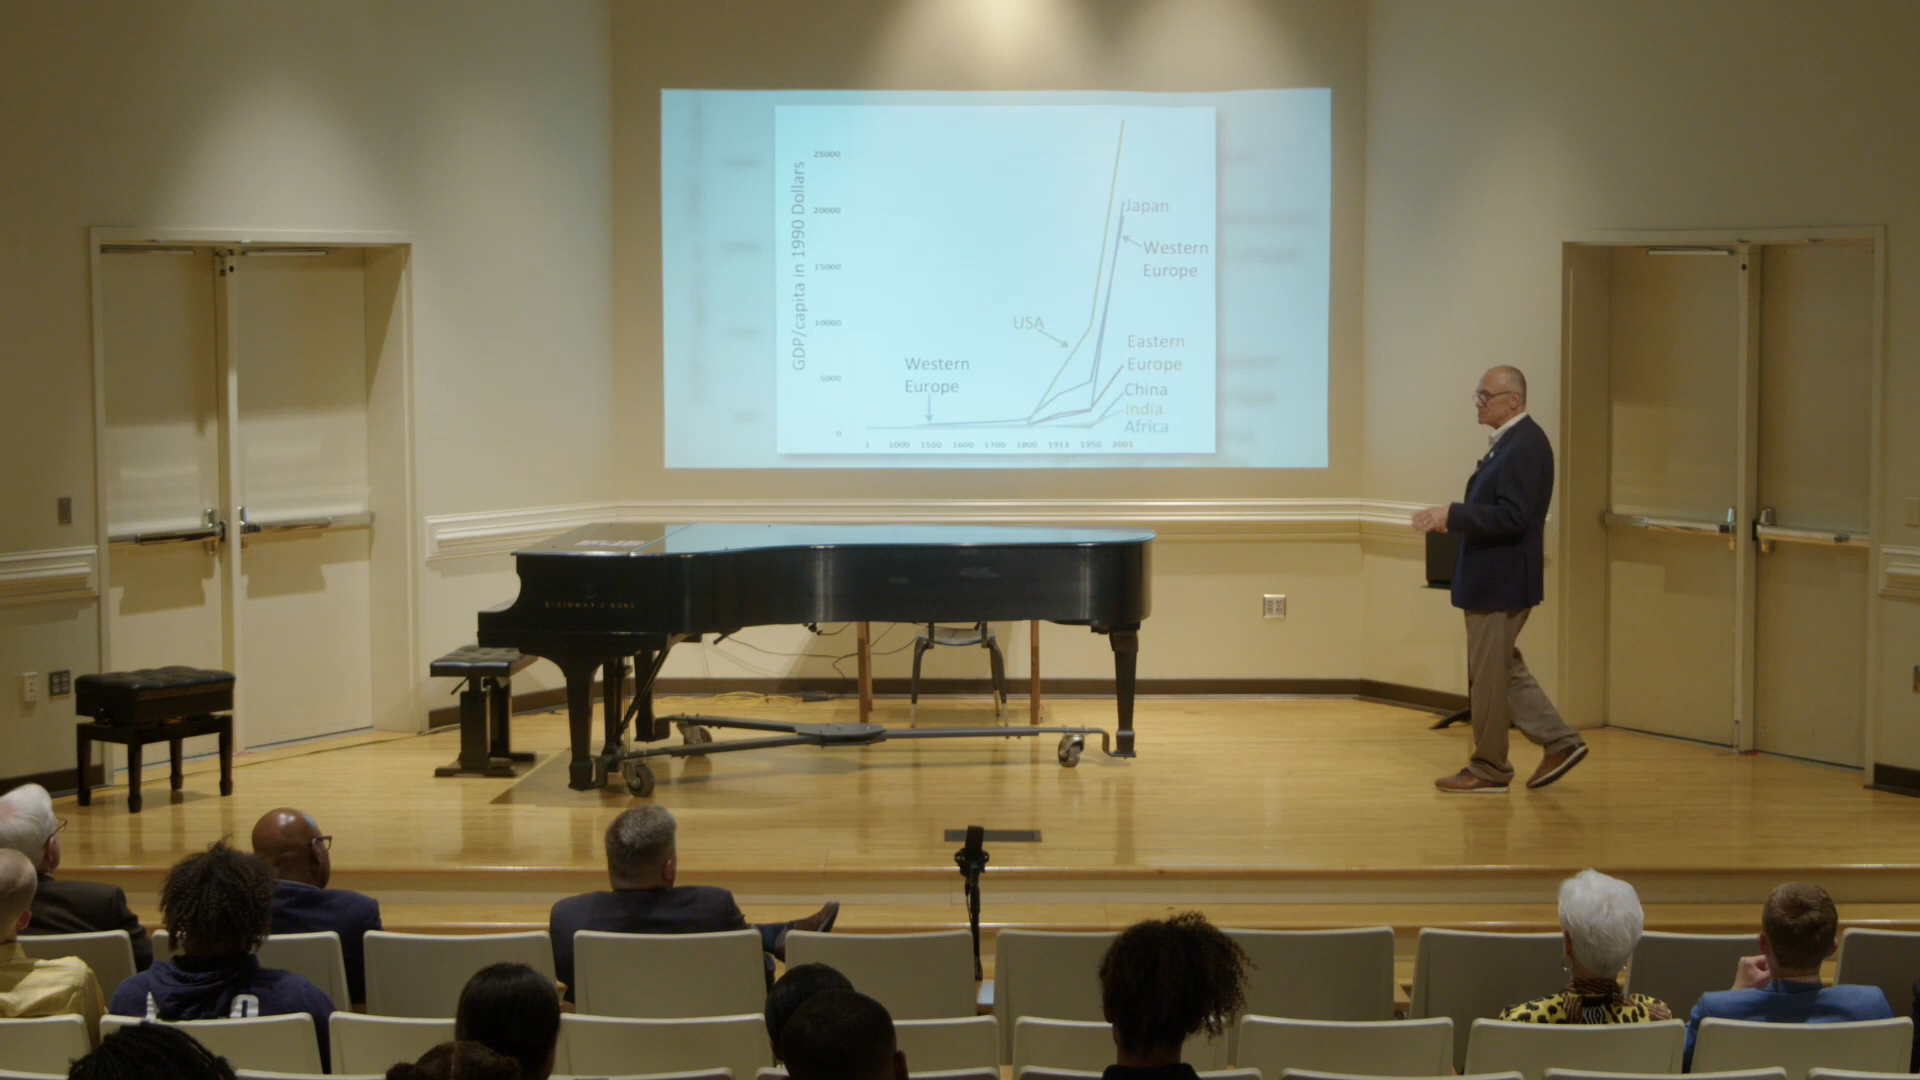 GDP/capita in 1990 Dollars
25000
20000
15000
10000
5000
0
Japan
Western
Europe
USA
Eastern
Europe
Western
Europe
China
India
Africa
1 1000 1500 1600 1700 1800 1913 1950 2001